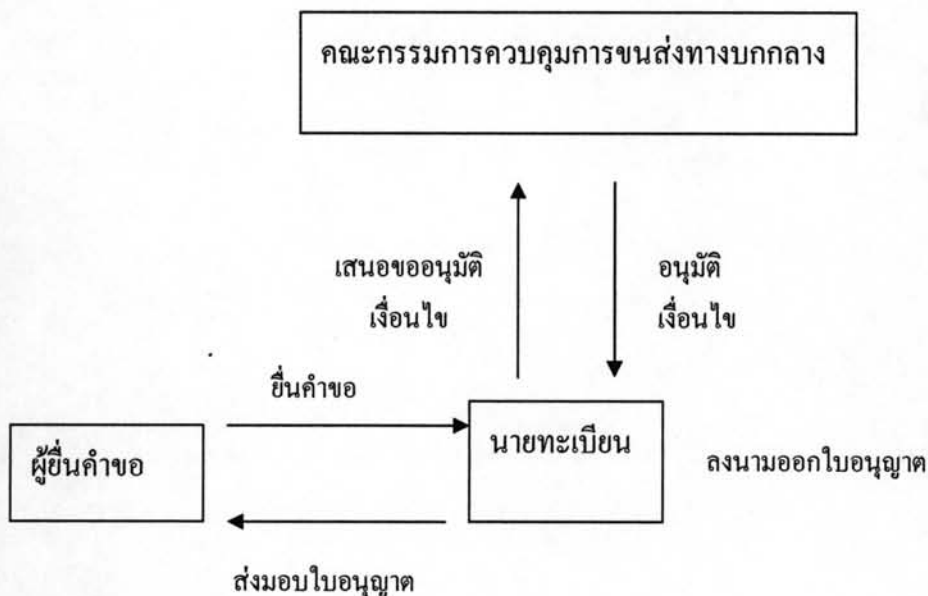 คณะกรรมการควบคุมการขนส่งทางบกกลาง
เสนอขออนุมัติ
เงื่อนไข
อนุมัติ
เงื่อนไข
ยื่นคำขอ
ผู้ยื่นคำขอ
นายทะเบียน
ลงนามออกใบอนุญาต
ส่งมอบใบอนุญาต